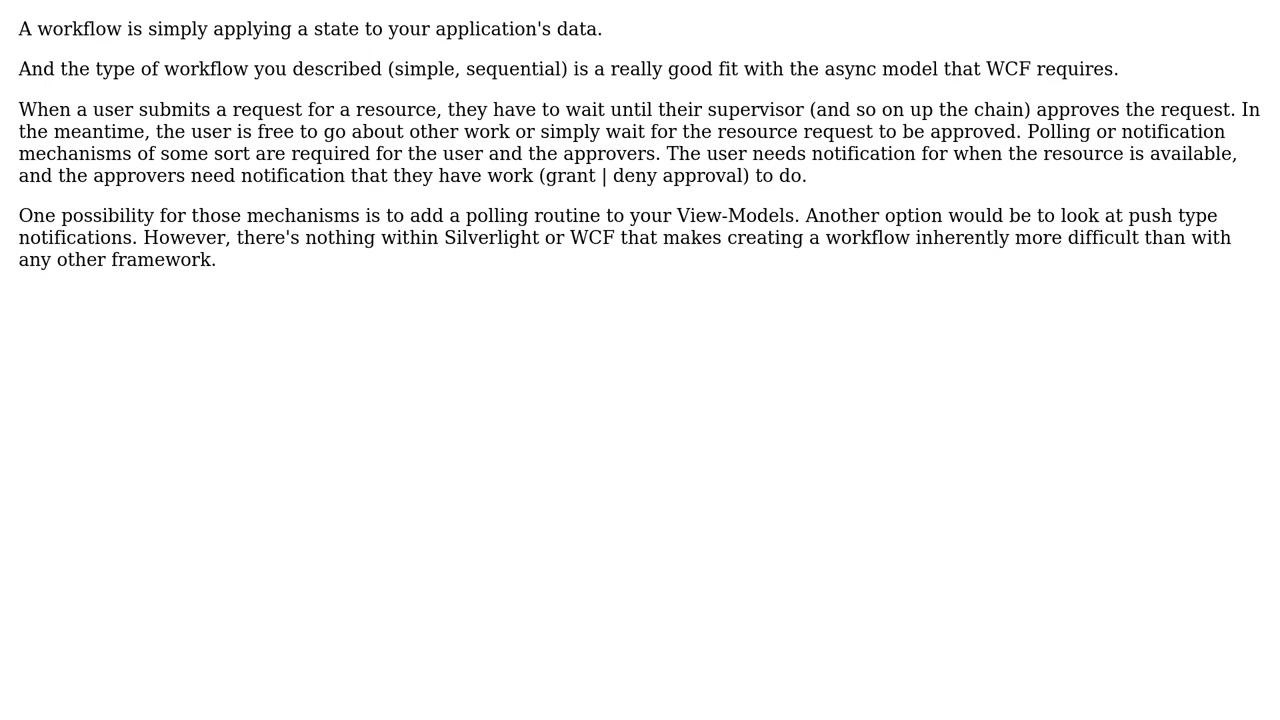 A workflow is simply applying a state to your application's data.
And the type of workflow you described (simple, sequential) is a really good fit with the async model that WCF requires.
When a user submits a request for a resource, they have to wait until their supervisor (and so on up the chain) approves the request. In
the meantime, the user is free to go about other work or simply wait for the resource request to be approved. Polling or notification
mechanisms of some sort are required for the user and the approvers. The user needs notification for when the resource is available,
and the approvers need notification that they have work (grant | deny approval) to do.
One possibility for those mechanisms is to add a polling routine to your View-Models. Another option would be to look at push type
notifications. However, there's nothing within Silverlight or WCF that makes creating a workflow inherently more difficult than with
any other framework.